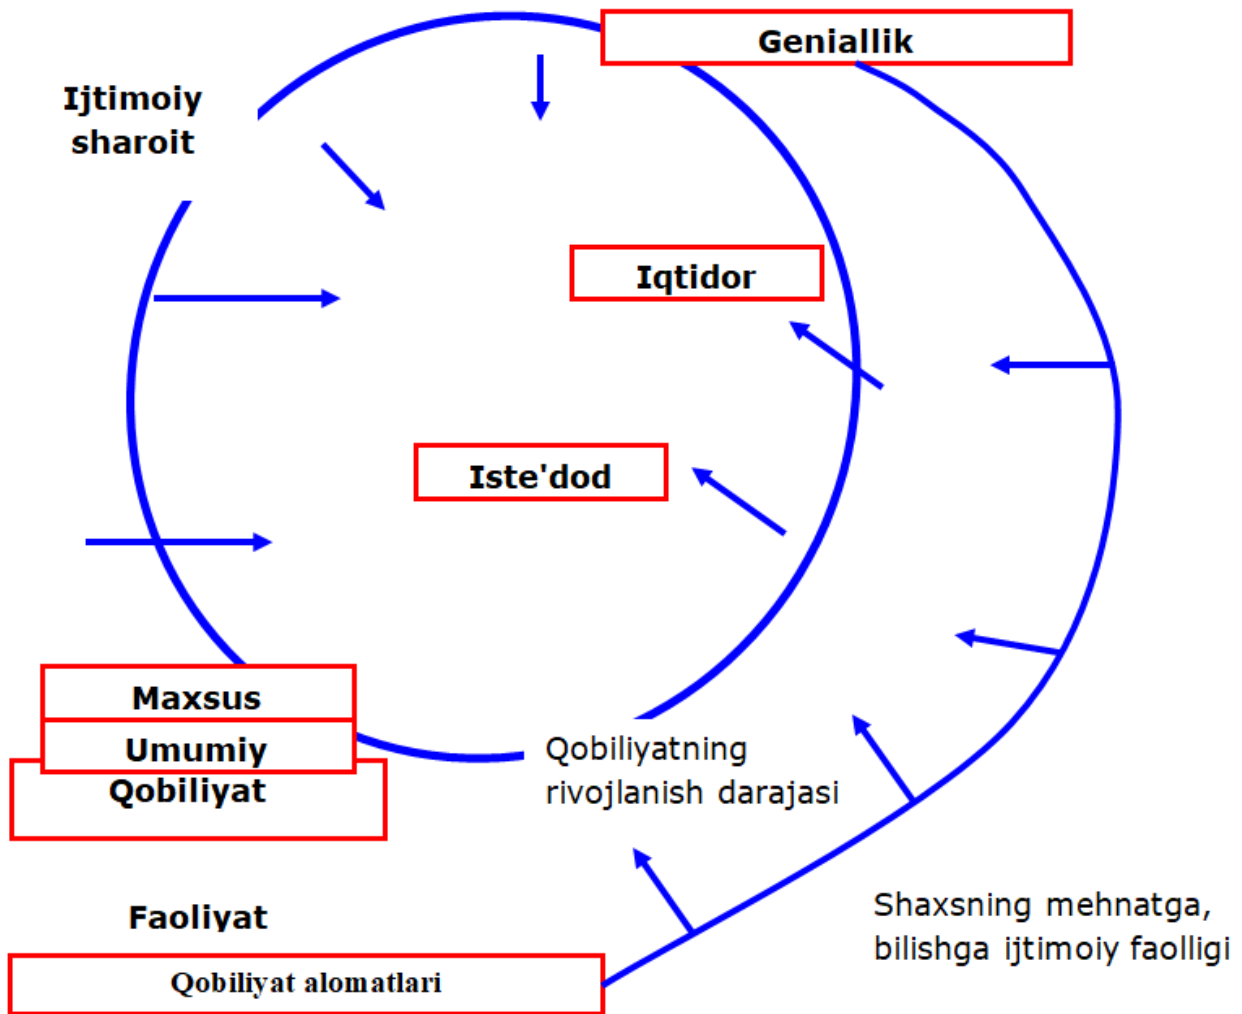 Geniallik
Ijtimoiy
sharoit
Iqtidor
Iste'dod
Maxsus
Umumiy
Qobiliyat
Qobiliyatning
rivojlanish darajasi
Faoliyat
Shaxsning mehnatga,
bilishga ijtimoiy faolligi
Qobiliyat alomatlari